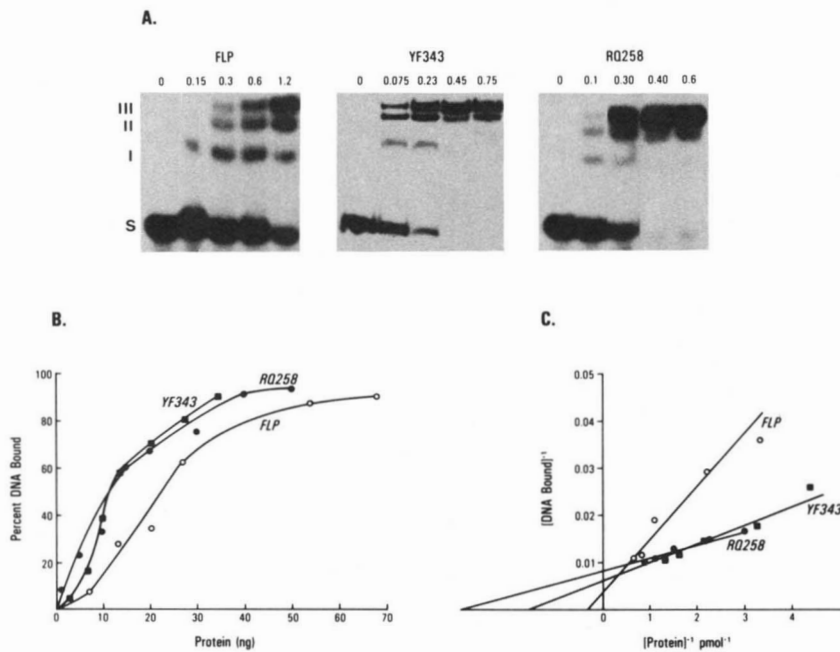 A.
FLP
0 0.15 0.3 0.6 1.2
YF343
0 0.075 0.23 0.45 0.75
RQ258
0 0.1 0.30 0.40 0.6
III
II
I
S
B.
Percent DNA Bound
100
80
60
40
20
0 10 20 30 40 50 60 70
Protein (ng)
YF343
RQ258
FLP
C.
[DNA Bound]⁻¹
0.05
0.04
0.03
0.02
0.01
0 1 2 3 4
[Protein]⁻¹ pmol⁻¹
FLP
YF343
RQ258